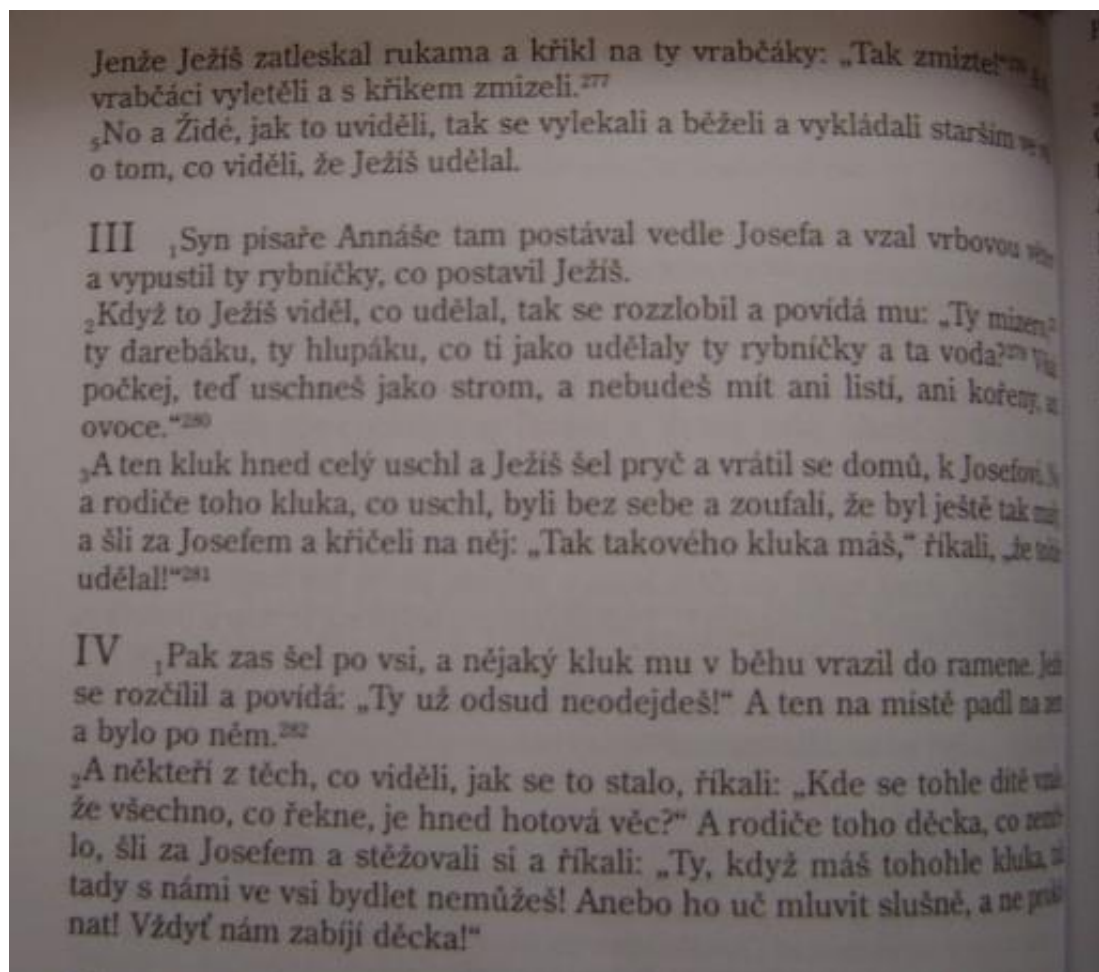 Jenže Ježíš zatleskal rukama a křikl na ty vrabčáky: „Tak zmizte!“
vrabčáci vyletěli a s křikem zmizeli.²⁷⁷
₅No a Židé, jak to uviděli, tak se vylekali a běželi a vykládali starším
o tom, co viděli, že Ježíš udělal.
III ₁Syn písaře Annáše tam postával vedle Josefa a vzal vrbovou
a vypustil ty rybníčky, co postavil Ježíš.
₂Když to Ježíš viděl, co udělal, tak se rozzlobil a povídá mu: „Ty
ty darebáku, ty hlupáku, co ti jako udělaly ty rybníčky a ta voda?²⁷⁹
počkej, teď uschneš jako strom, a nebudeš mít ani listí, ani kořeny,
ovoce.“²⁸⁰
₃A ten kluk hned celý uschl a Ježíš šel pryč a vrátil se domů, k Josefovi.
a rodiče toho kluka, co uschl, byli bez sebe a zoufalí, že byl ještě tak
a šli za Josefem a křičeli na něj: „Tak takového kluka máš,“ říkali, „že
udělal!“²⁸¹
IV ₁Pak zas šel po vsi, a nějaký kluk mu v běhu vrazil do ramene.
se rozčílil a povídá: „Ty už odsud neodejdeš!“ A ten na místě padl na
a bylo po něm.²⁸²
₂A někteří z těch, co viděli, jak se to stalo, říkali: „Kde se tohle dítě
že všechno, co řekne, je hned hotová věc?“ A rodiče toho děcka, co
lo, šli za Josefem a stěžovali si a říkali: „Ty, když máš tohohle kluka,
tady s námi ve vsi bydlet nemůžeš! Anebo ho uč mluvit slušně, a ne
nat! Vždyť nám zabíjí děcka!“